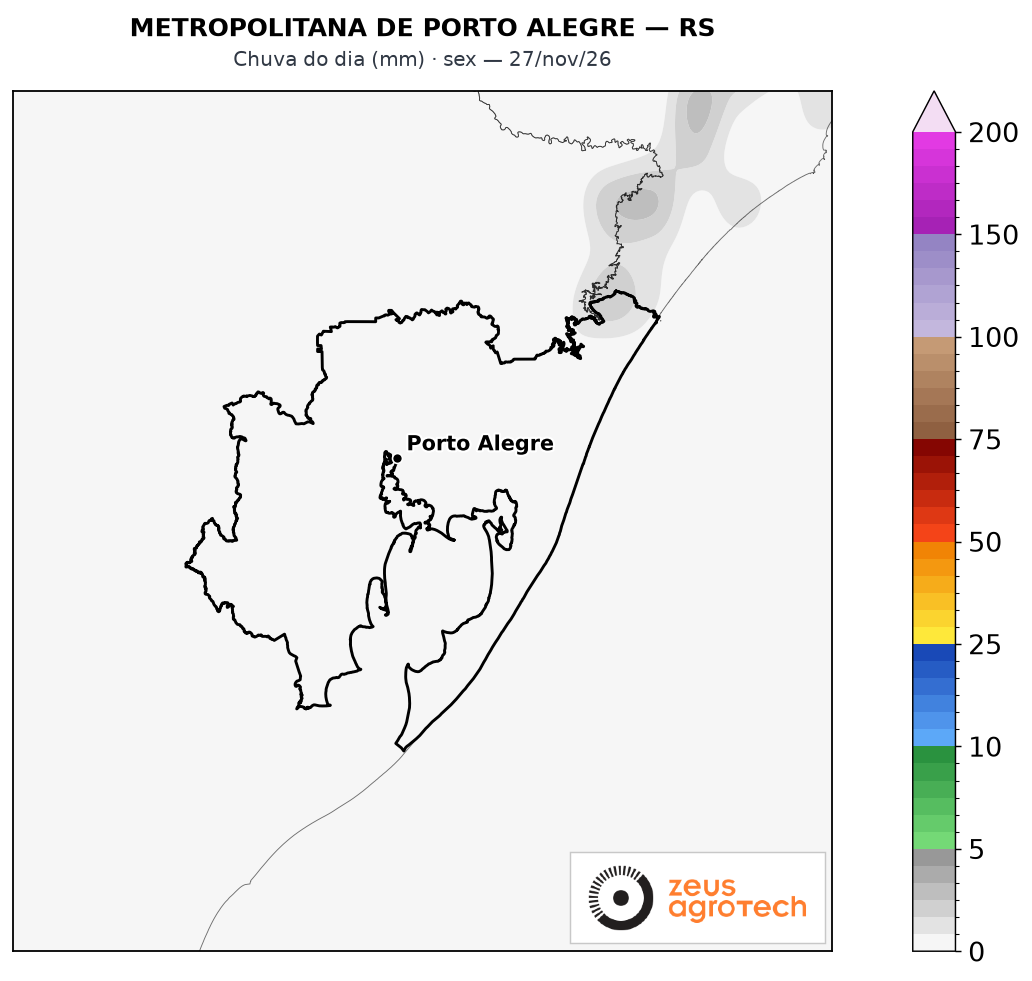 METROPOLITANA DE PORTO ALEGRE — RS
Chuva do dia (mm) · sex — 27/nov/26
200
150
100
75
50
25
10
5
0
Porto Alegre
zeus
agrotech